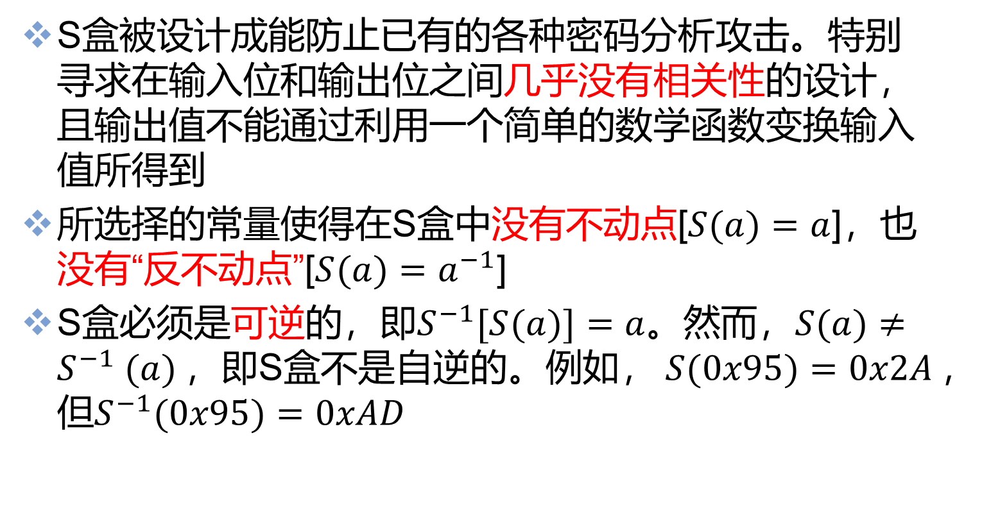 S盒被设计成能防止已有的各种密码分析攻击。特别
寻求在输入位和输出位之间几乎没有相关性的设计，
且输出值不能通过利用一个简单的数学函数变换输入
值所得到
所选择的常量使得在S盒中没有不动点[S(a) = a]，也
没有“反不动点”[S(a) = a⁻¹]
S盒必须是可逆的，即S⁻¹[S(a)] = a。然而，S(a) ≠
S⁻¹ (a) ，即S盒不是自逆的。例如， S(0x95) = 0x2A ，
但S⁻¹(0x95) = 0xAD